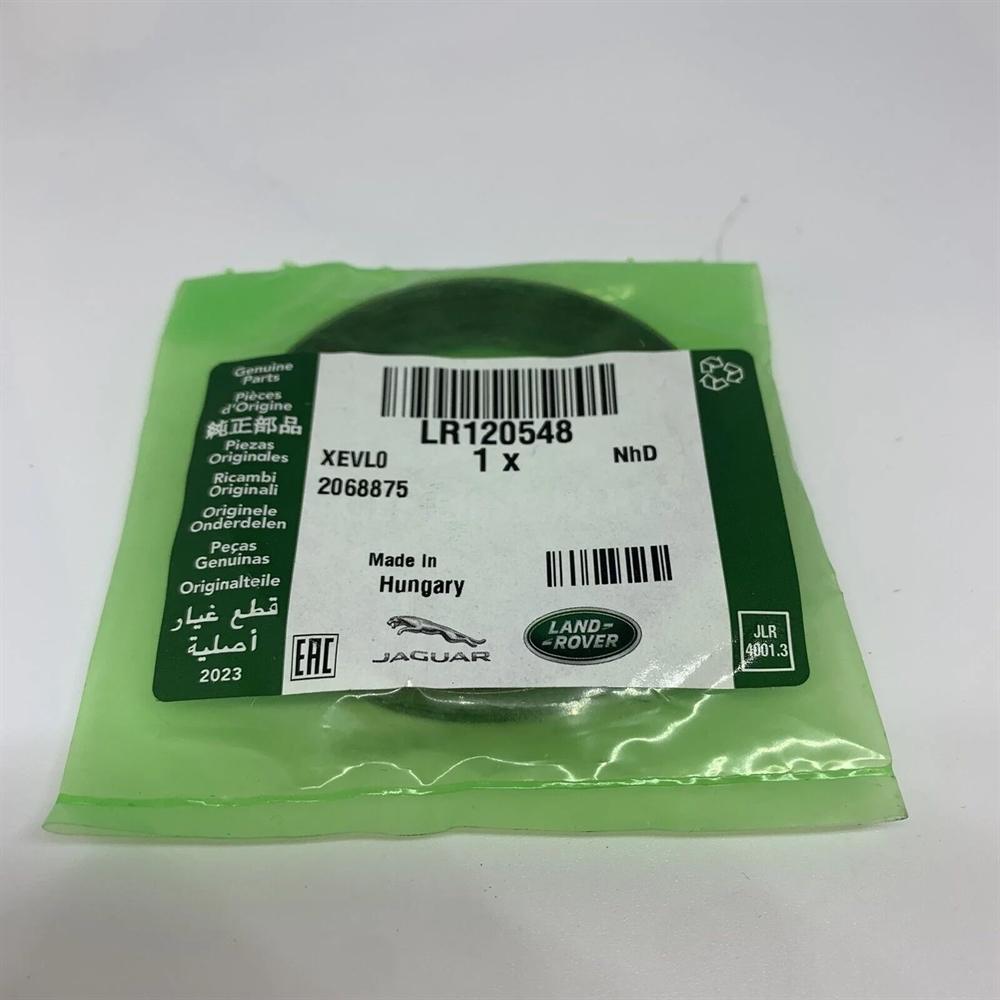 Genuine
Parts
Pièces
d'Origine
純正部品
Piezas
Originales
Ricambi
Originali
Originele
Onderdelen
Peças
Genuinas
Originalteile
قطع غيار
أصلية
2023
LR120548
XEVL0
1 x
NhD
2068875
Made In
Hungary
EAC
JAGUAR
LAND-
-ROVER
JLR
4001.3